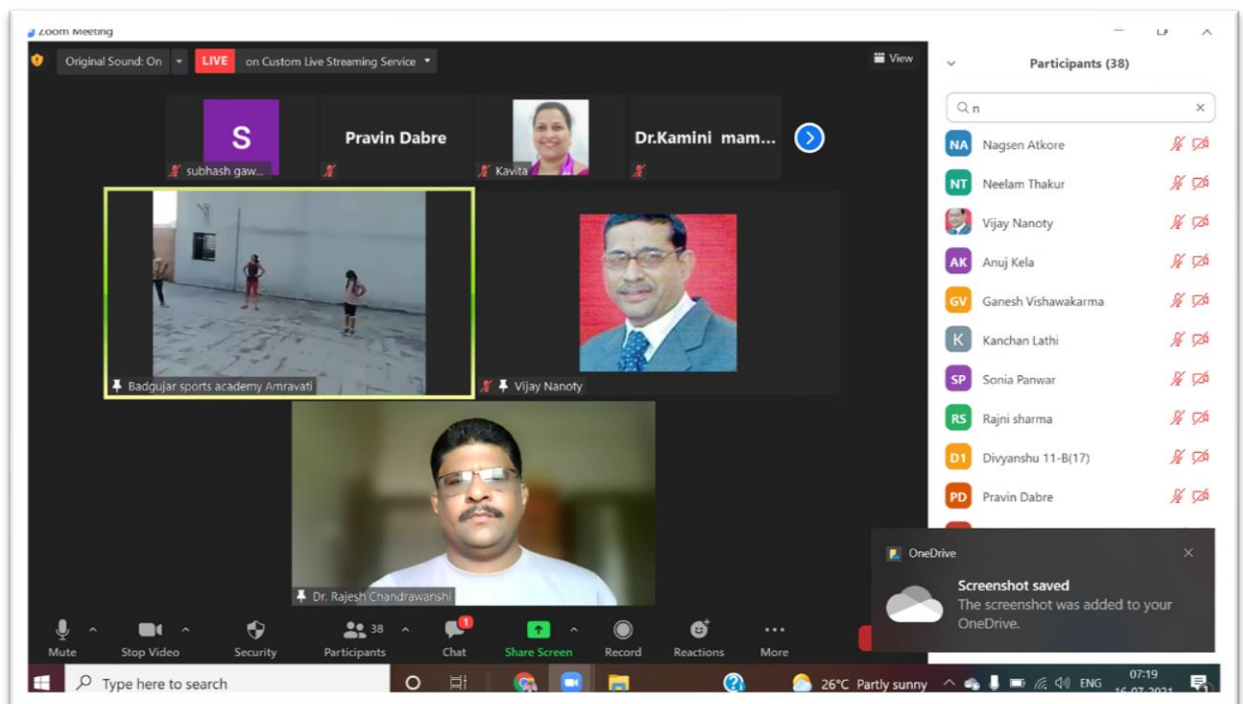 Zoom Meeting
Original Sound: On
LIVE on Custom Live Streaming Service
View
S
subhash gaw...
Pravin Dabre
Kavita
Dr.Kamini mam...
Badgujar sports academy Amravati
Vijay Nanoty
Dr. Rajesh Chandrawanshi
Participants (38)
n
NA Nagsen Atkore
NT Neelam Thakur
Vijay Nanoty
AK Anuj Kela
GV Ganesh Vishawakarma
K Kanchan Lathi
SP Sonia Panwar
RS Rajni sharma
D1 Divyanshu 11-B(17)
PD Pravin Dabre
OneDrive
Screenshot saved
The screenshot was added to your
OneDrive.
38
1
Mute Stop Video Security Participants Chat Share Screen Record Reactions More
Type here to search
26°C Partly sunny
ENG
07:19
16-07-2021